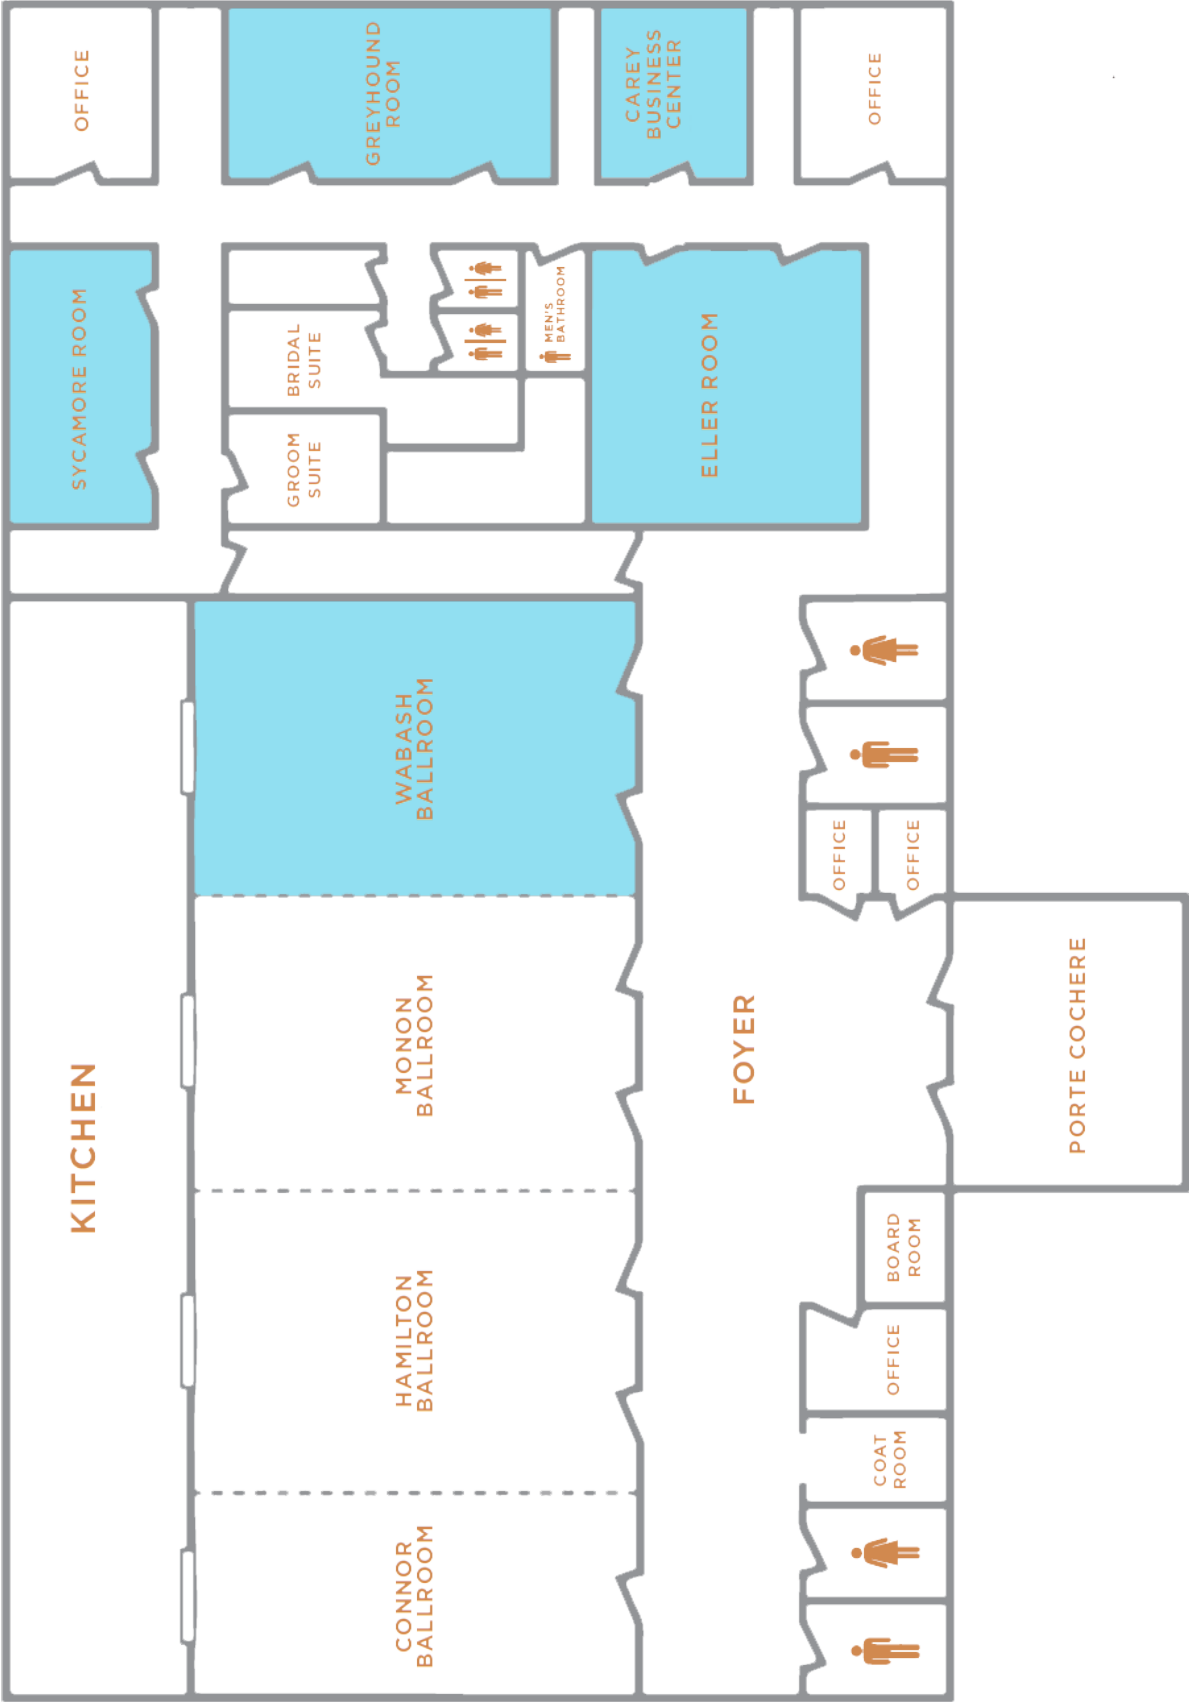 OFFICE
GREYHOUND
ROOM
CAREY
BUSINESS
CENTER
OFFICE
SYCAMORE ROOM
BRIDAL
SUITE
GROOM
SUITE
MEN'S
BATHROOM
ELLER ROOM
WABASH
BALLROOM
OFFICE
OFFICE
MONON
BALLROOM
FOYER
PORTE COCHERE
KITCHEN
HAMILTON
BALLROOM
BOARD
ROOM
OFFICE
COAT
ROOM
CONNOR
BALLROOM